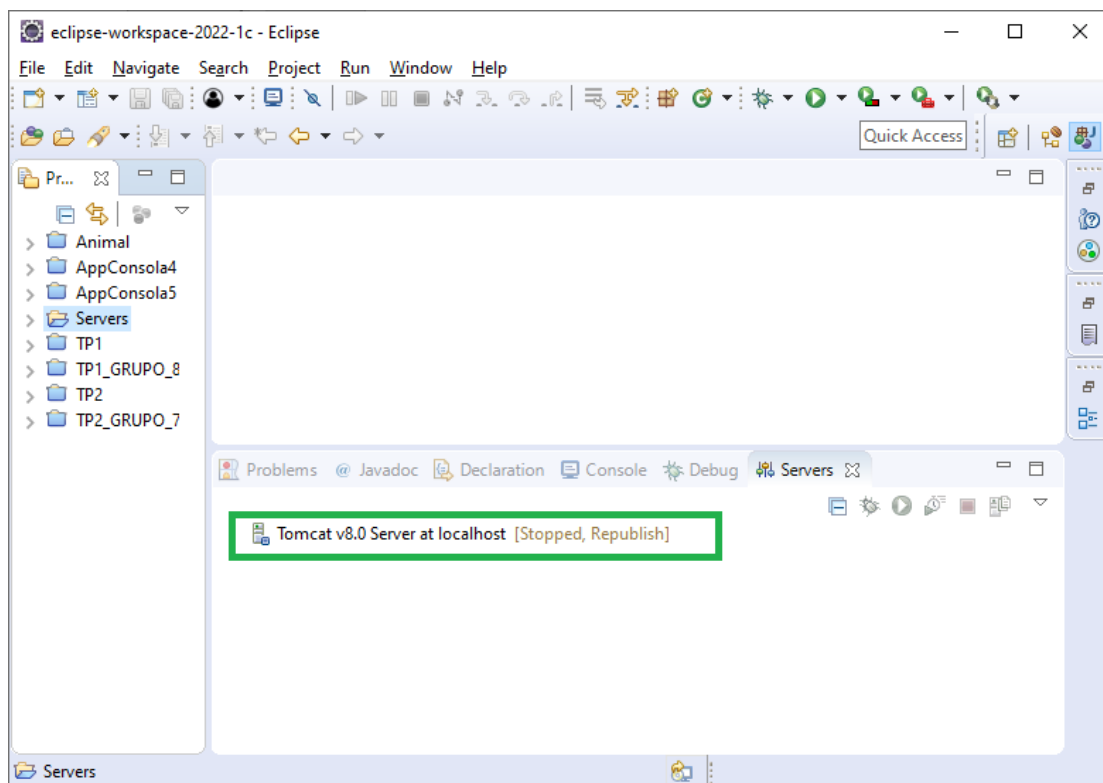 eclipse-workspace-2022-1c - Eclipse
File Edit Navigate Search Project Run Window Help
Quick Access
Pr...
Animal
AppConsola4
AppConsola5
Servers
TP1
TP1_GRUPO_8
TP2
TP2_GRUPO_7
Problems @ Javadoc Declaration Console Debug Servers
Tomcat v8.0 Server at localhost [Stopped, Republish]
Servers